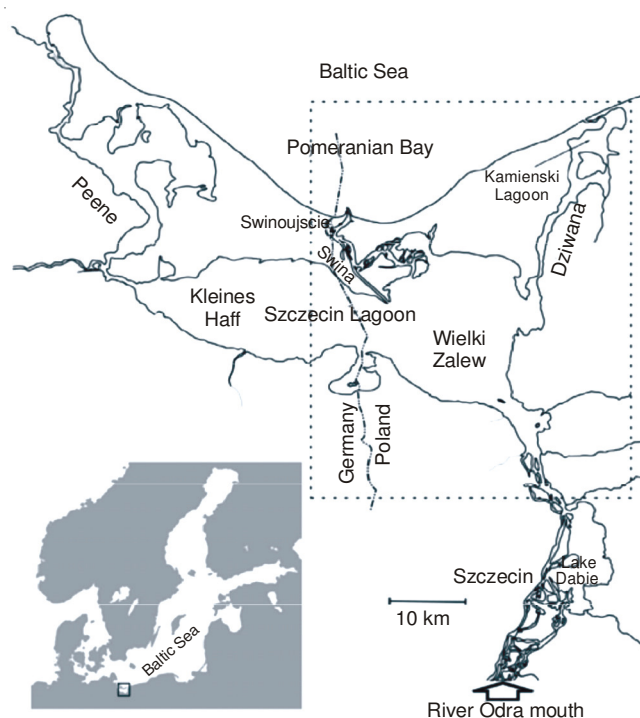 Baltic Sea
Pomeranian Bay
Kamienski
Lagoon
Peene
Swinoujscie
Dziwana
Swina
Kleines
Haff
Szczecin Lagoon
Wielki
Zalew
Germany
Poland
Szczecin
Lake
Dabie
10 km
Baltic Sea
River Odra mouth